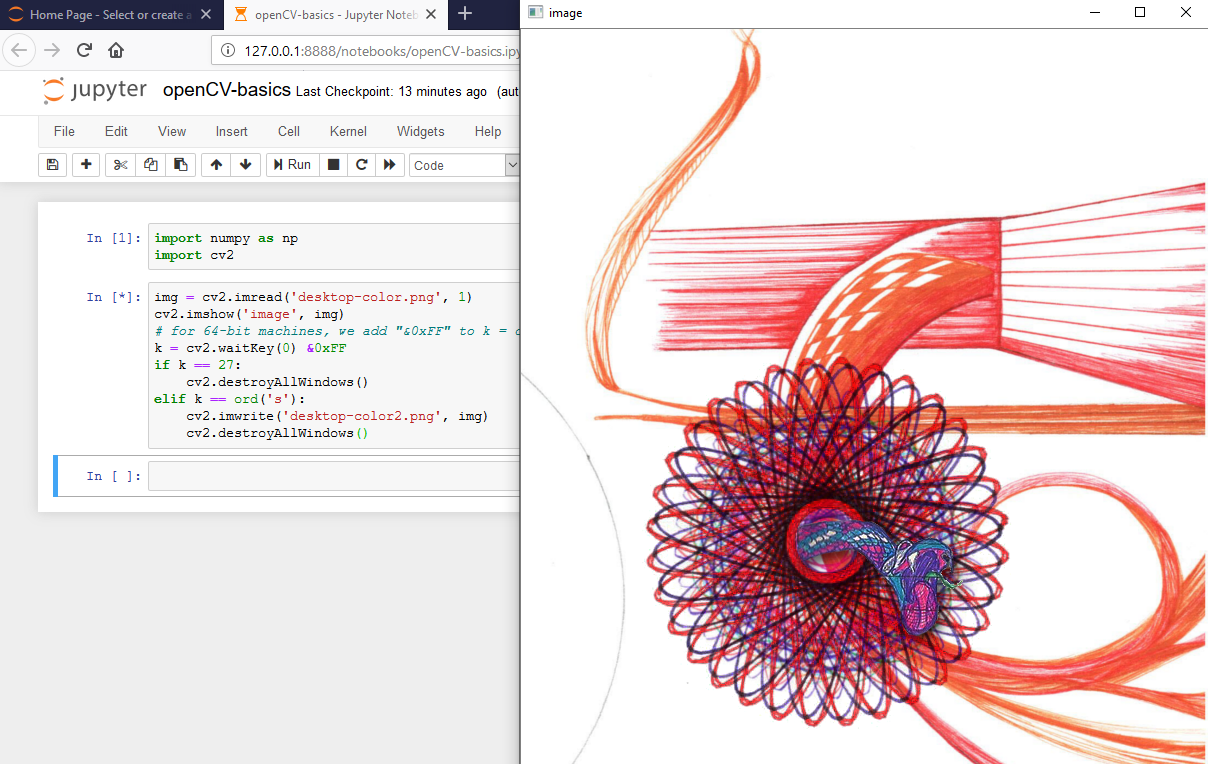 Home Page - Select or create a
openCV-basics - Jupyter Noteb
image
127.0.0.1:8888/notebooks/openCV-basics.ipy
jupyter openCV-basics Last Checkpoint: 13 minutes ago (aut
File Edit View Insert Cell Kernel Widgets Help
Run Code
In [1]: import numpy as np
import cv2
In [*]: img = cv2.imread('desktop-color.png', 1)
cv2.imshow('image', img)
# for 64-bit machines, we add "&0xFF" to k = c
k = cv2.waitKey(0) &0xFF
if k == 27:
    cv2.destroyAllWindows()
elif k == ord('s'):
    cv2.imwrite('desktop-color2.png', img)
    cv2.destroyAllWindows()
In [ ]: